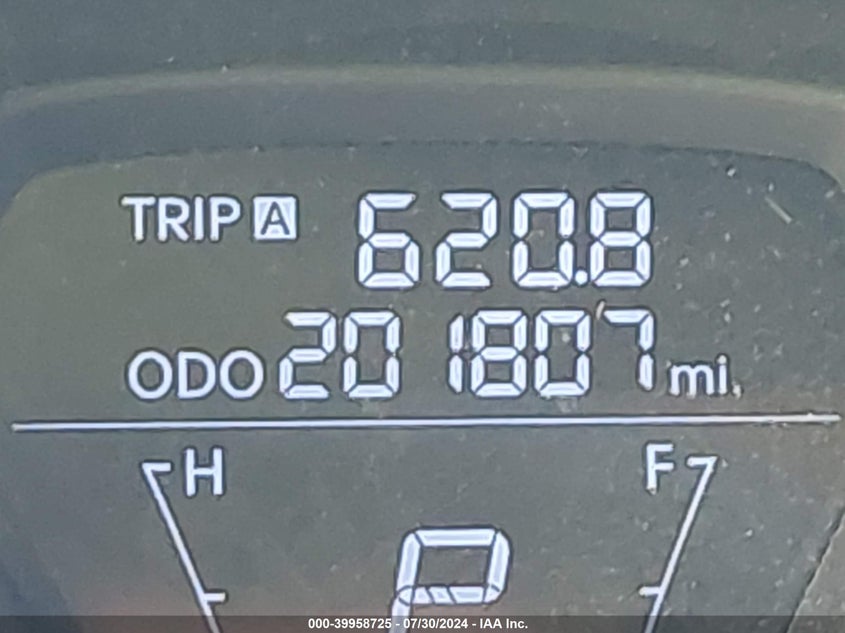 TRIP A 620.8
ODO 201807 mi.
H F
P
000-39958725 - 07/30/2024 - IAA Inc.